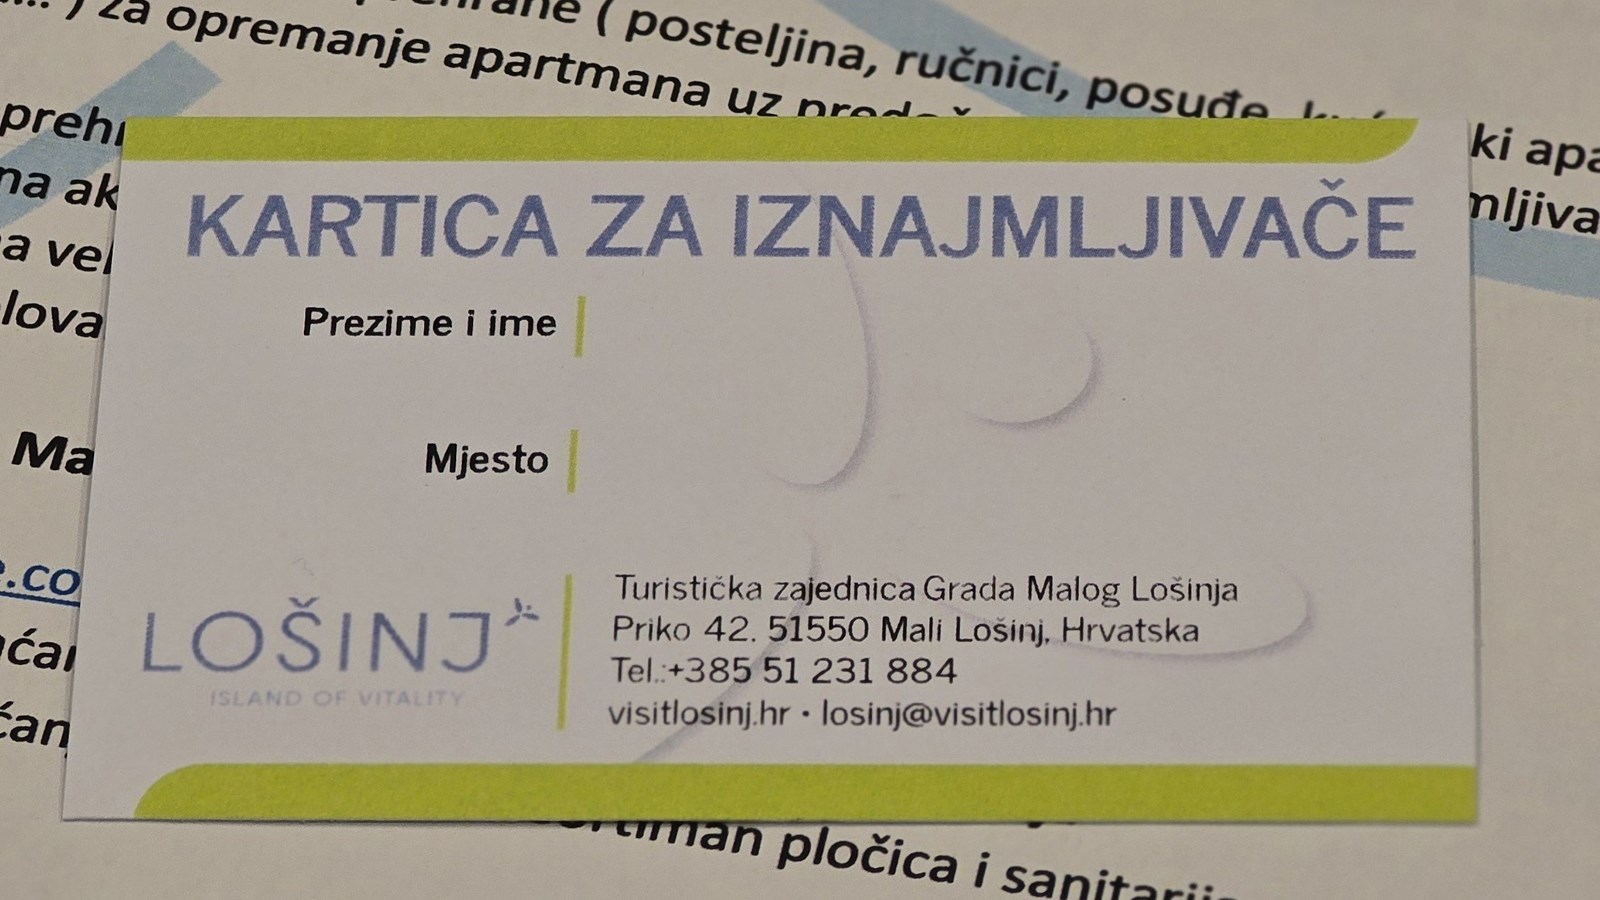 za opremanje apartmana uz
( posteljina, ručnici, posuđe,
ki
KARTICA ZA IZNAJMLJIVAČE
Prezime i ime
Mjesto
LOŠINJ
ISLAND OF VITALITY
Turistička zajednica Grada Malog Lošinja
Priko 42. 51550 Mali Lošinj, Hrvatska
Tel.:+385 51 231 884
visitlosinj.hr • losinj@visitlosinj.hr
pločica i